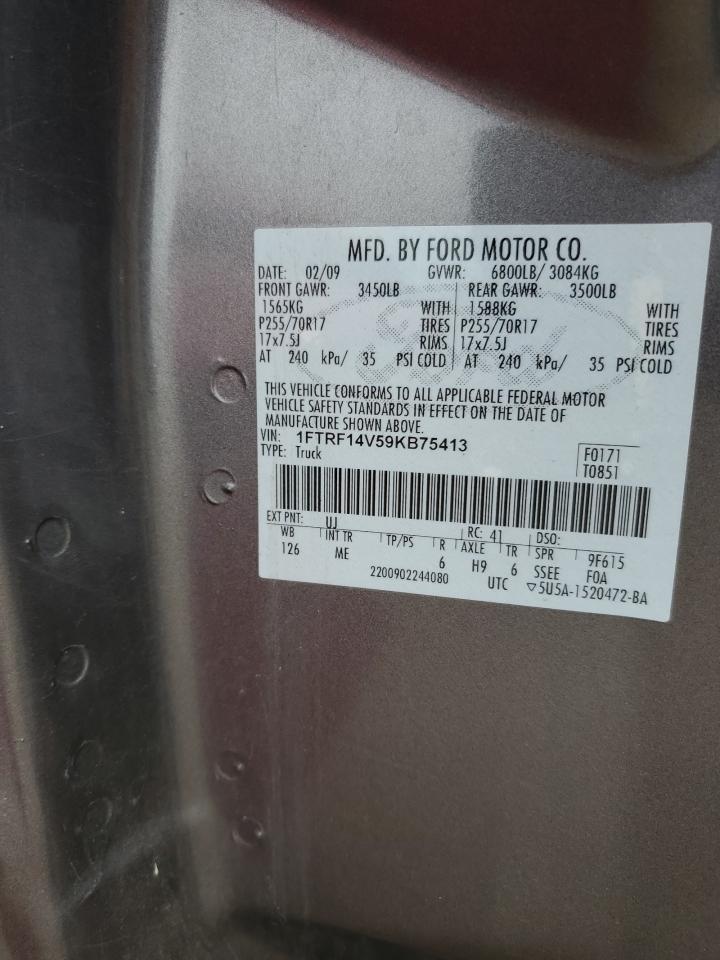 MFD. BY FORD MOTOR CO.
DATE: 02/09 GVWR: 6800LB/ 3084KG
FRONT GAWR: 3450LB REAR GAWR: 3500LB
1565KG WITH 1588KG WITH
P255/70R17 TIRES P255/70R17 TIRES
17x7.5J RIMS 17x7.5J RIMS
AT 240 kPa/ 35 PSI COLD AT 240 kPa/ 35 PSI COLD
THIS VEHICLE CONFORMS TO ALL APPLICABLE FEDERAL MOTOR
VEHICLE SAFETY STANDARDS IN EFFECT ON THE DATE OF
MANUFACTURE SHOWN ABOVE.
VIN: 1FTRF14V59KB75413
TYPE: Truck
F0171
T0851
EXT PNT: UJ RC: 41 DSO:
WB INT TR TP/PS R AXLE TR SPR 9F615
126 ME 6 H9 6 SSEE FOA
2200902244080 UTC ▽5U5A-1520472-BA